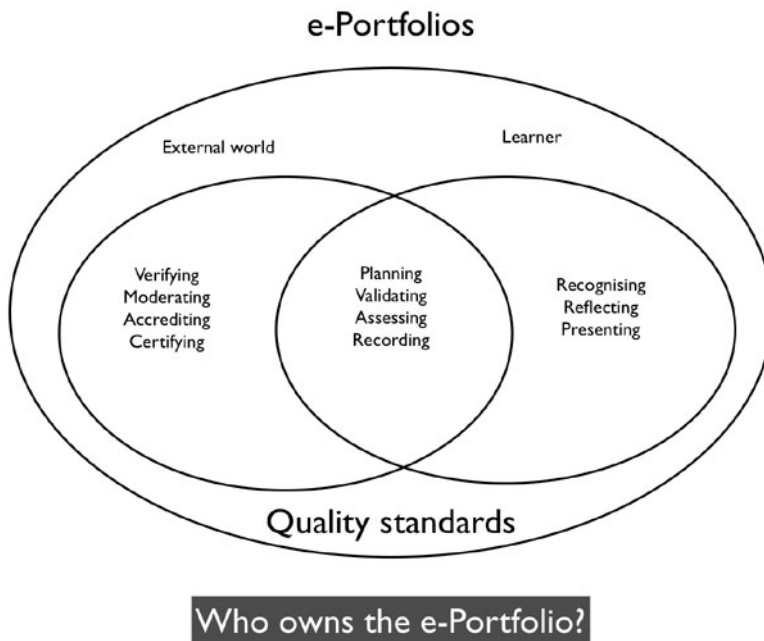 e-Portfolios
External world
Learner
Verifying
Moderating
Accrediting
Certifying
Planning
Validating
Assessing
Recording
Recognising
Reflecting
Presenting
Quality standards
Who owns the e-Portfolio?